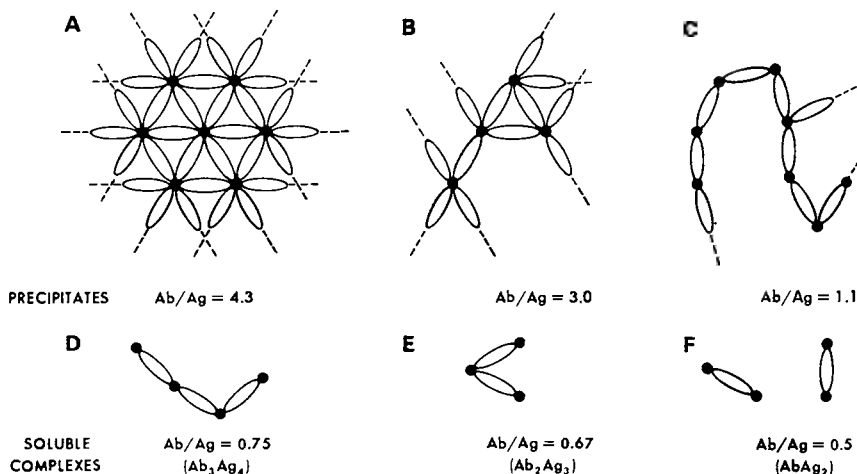 A B C
PRECIPITATES Ab/Ag = 4.3 Ab/Ag = 3.0 Ab/Ag = 1.1
D E F
SOLUBLE Ab/Ag = 0.75 Ab/Ag = 0.67 Ab/Ag = 0.5
COMPLEXES (Ab₃Ag₄) (Ab₂Ag₃) (AbAg₂)